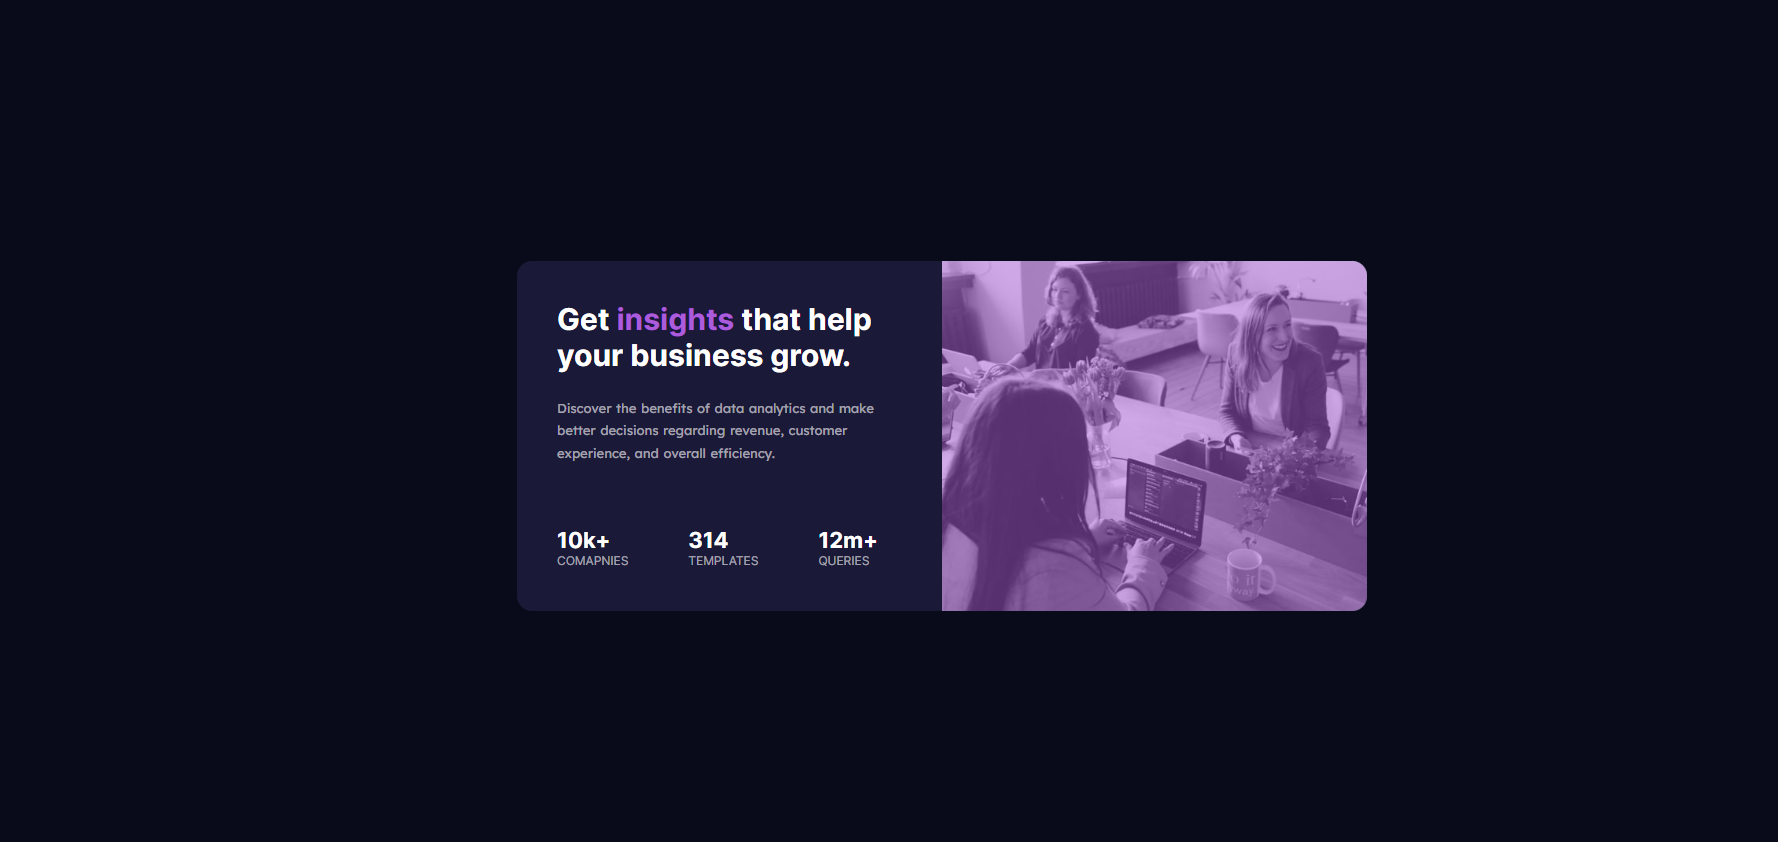 Get insights that help
your business grow.
Discover the benefits of data analytics and make
better decisions regarding revenue, customer
experience, and overall efficiency.
10k+ 314 12m+
COMAPNIES TEMPLATES QUERIES